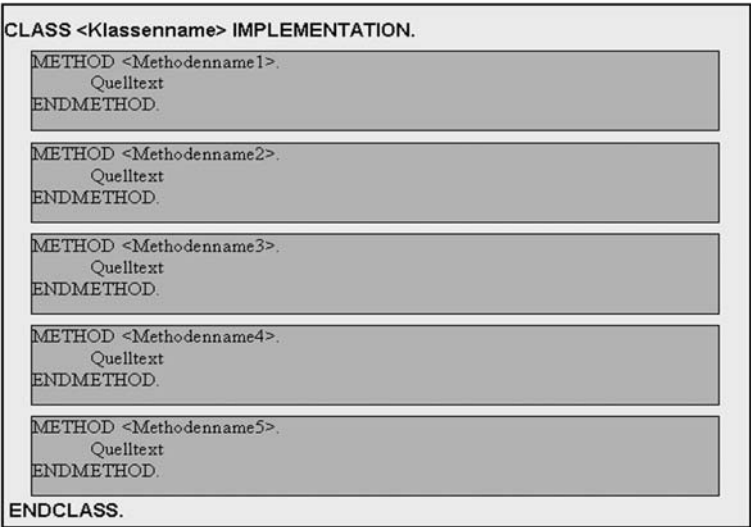 CLASS <Klassenname> IMPLEMENTATION.
METHOD <Methodenname1>.
Quelltext
ENDMETHOD.
METHOD <Methodenname2>.
Quelltext
ENDMETHOD.
METHOD <Methodenname3>.
Quelltext
ENDMETHOD.
METHOD <Methodenname4>.
Quelltext
ENDMETHOD.
METHOD <Methodenname5>.
Quelltext
ENDMETHOD.
ENDCLASS.